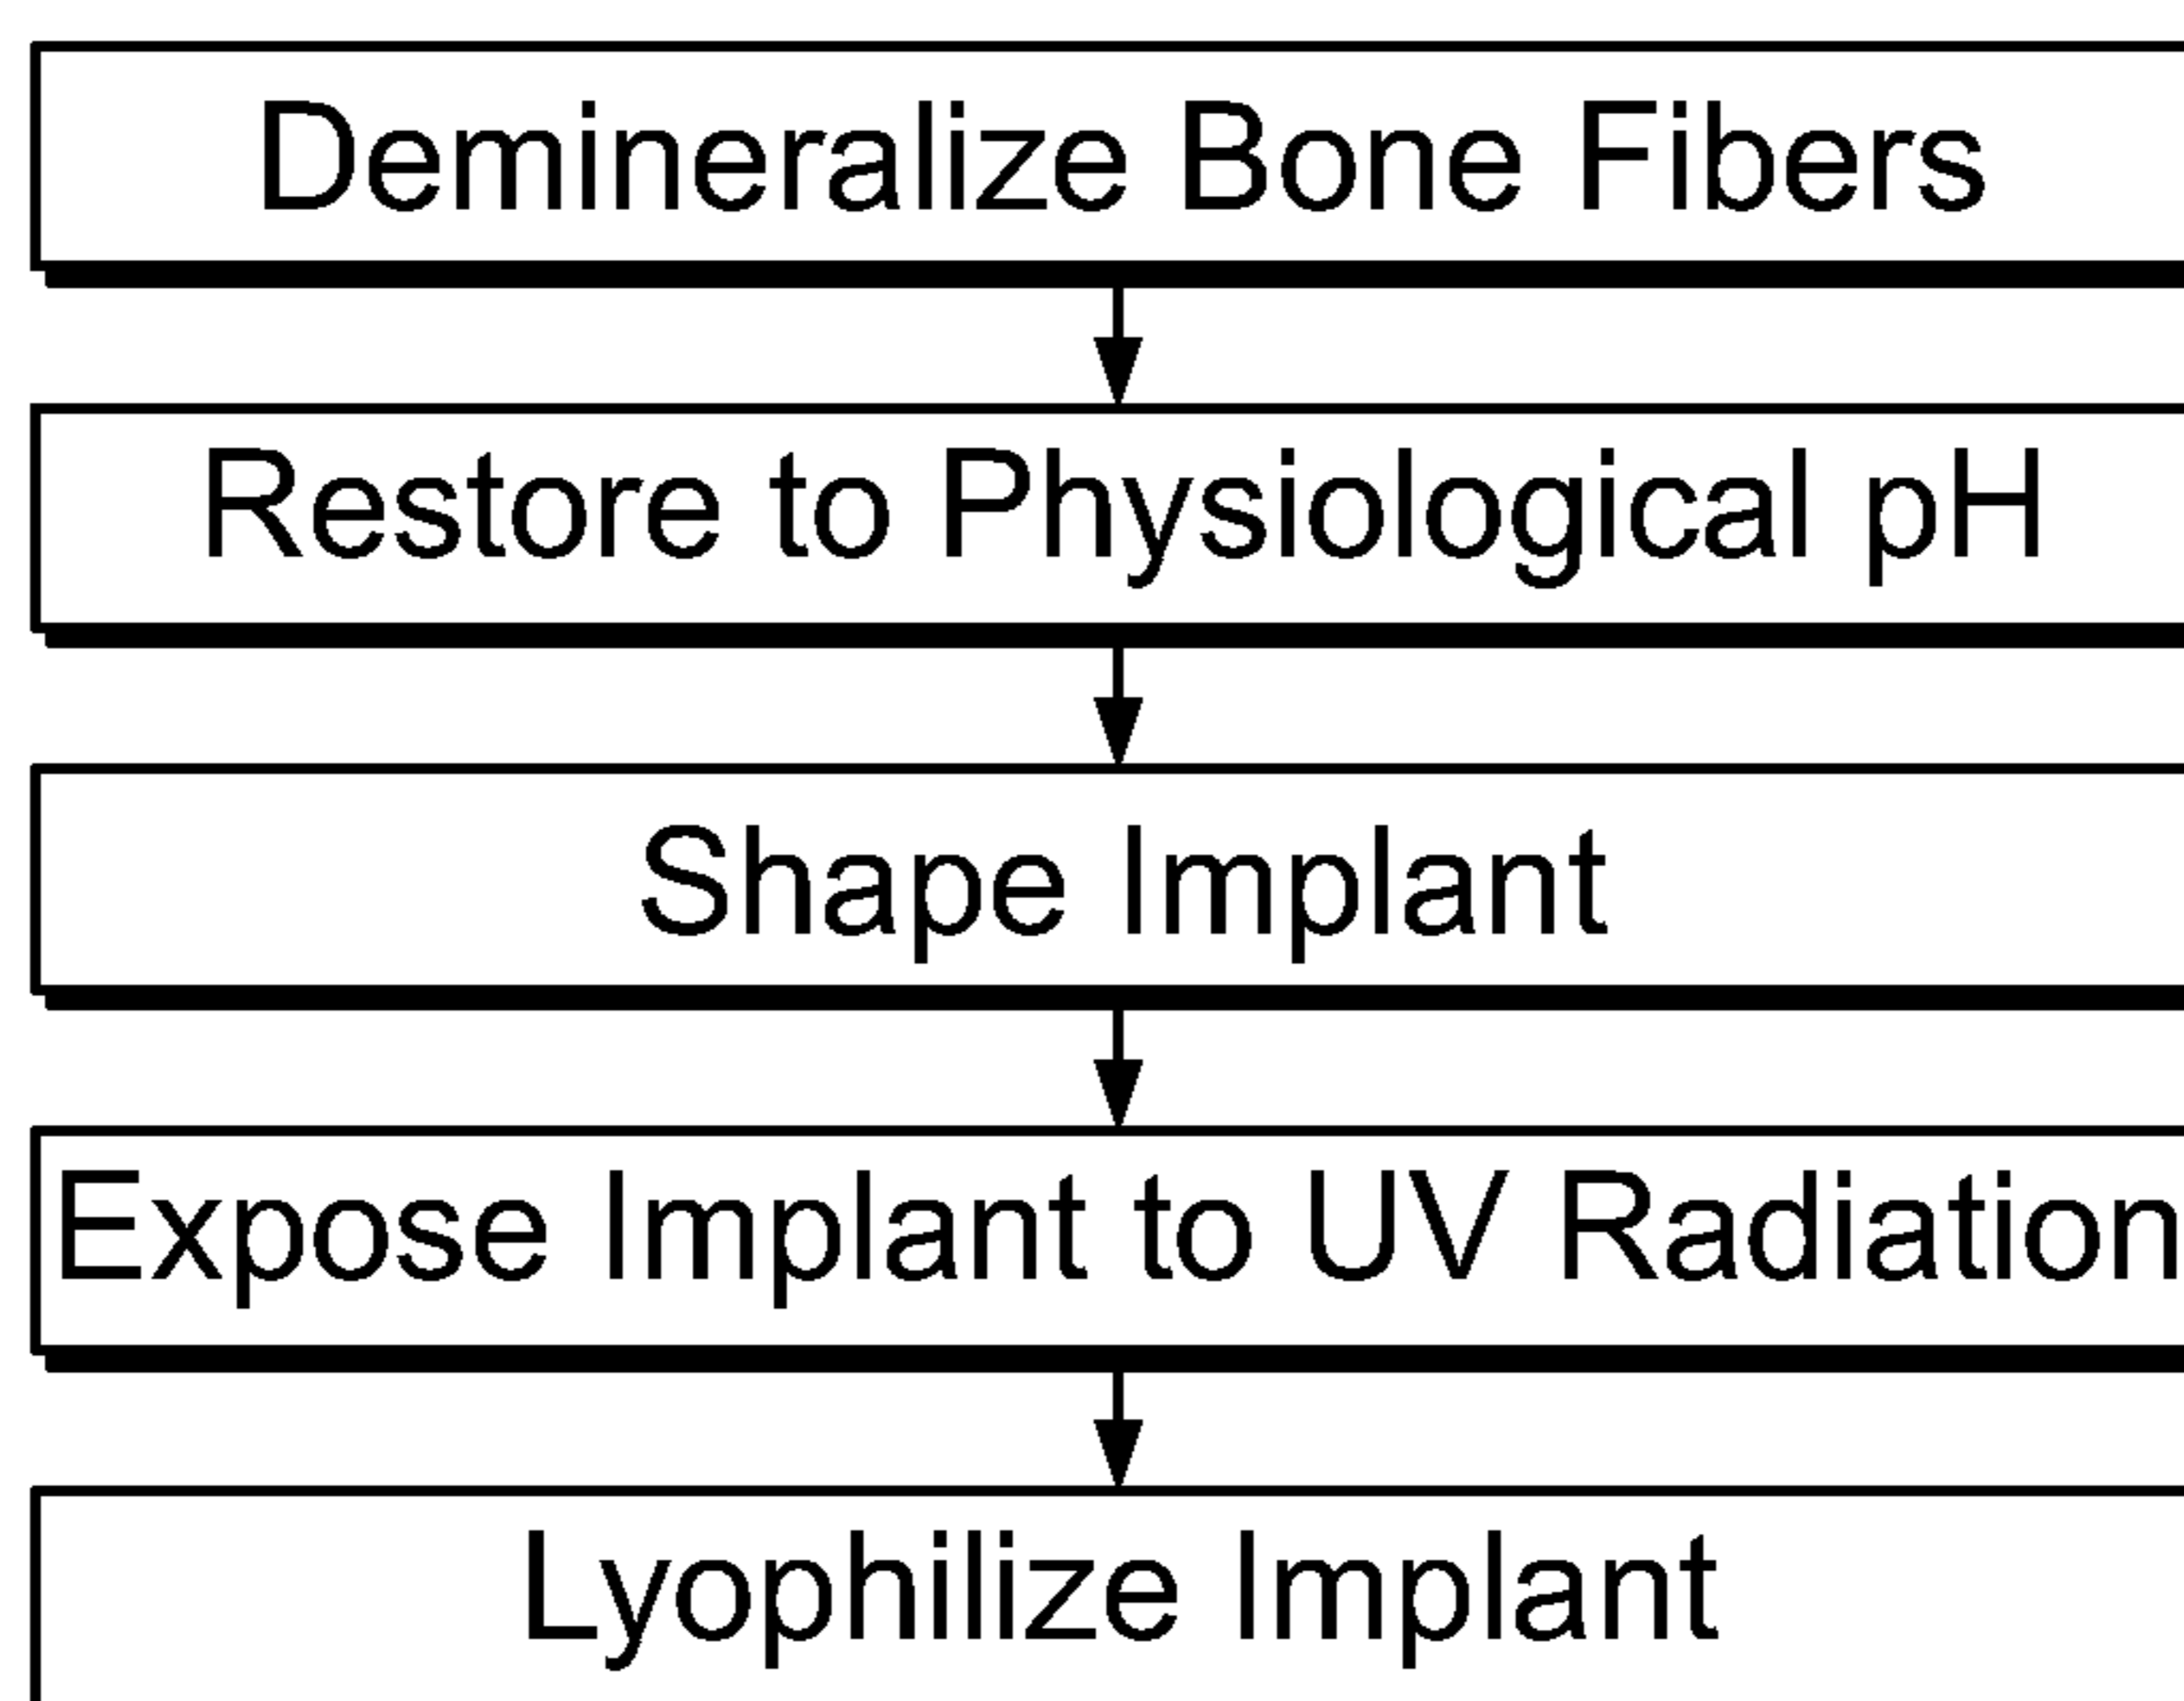 Demineralize Bone Fibers
Restore to Physiological pH
Shape Implant
Expose Implant to UV Radiation
Lyophilize Implant